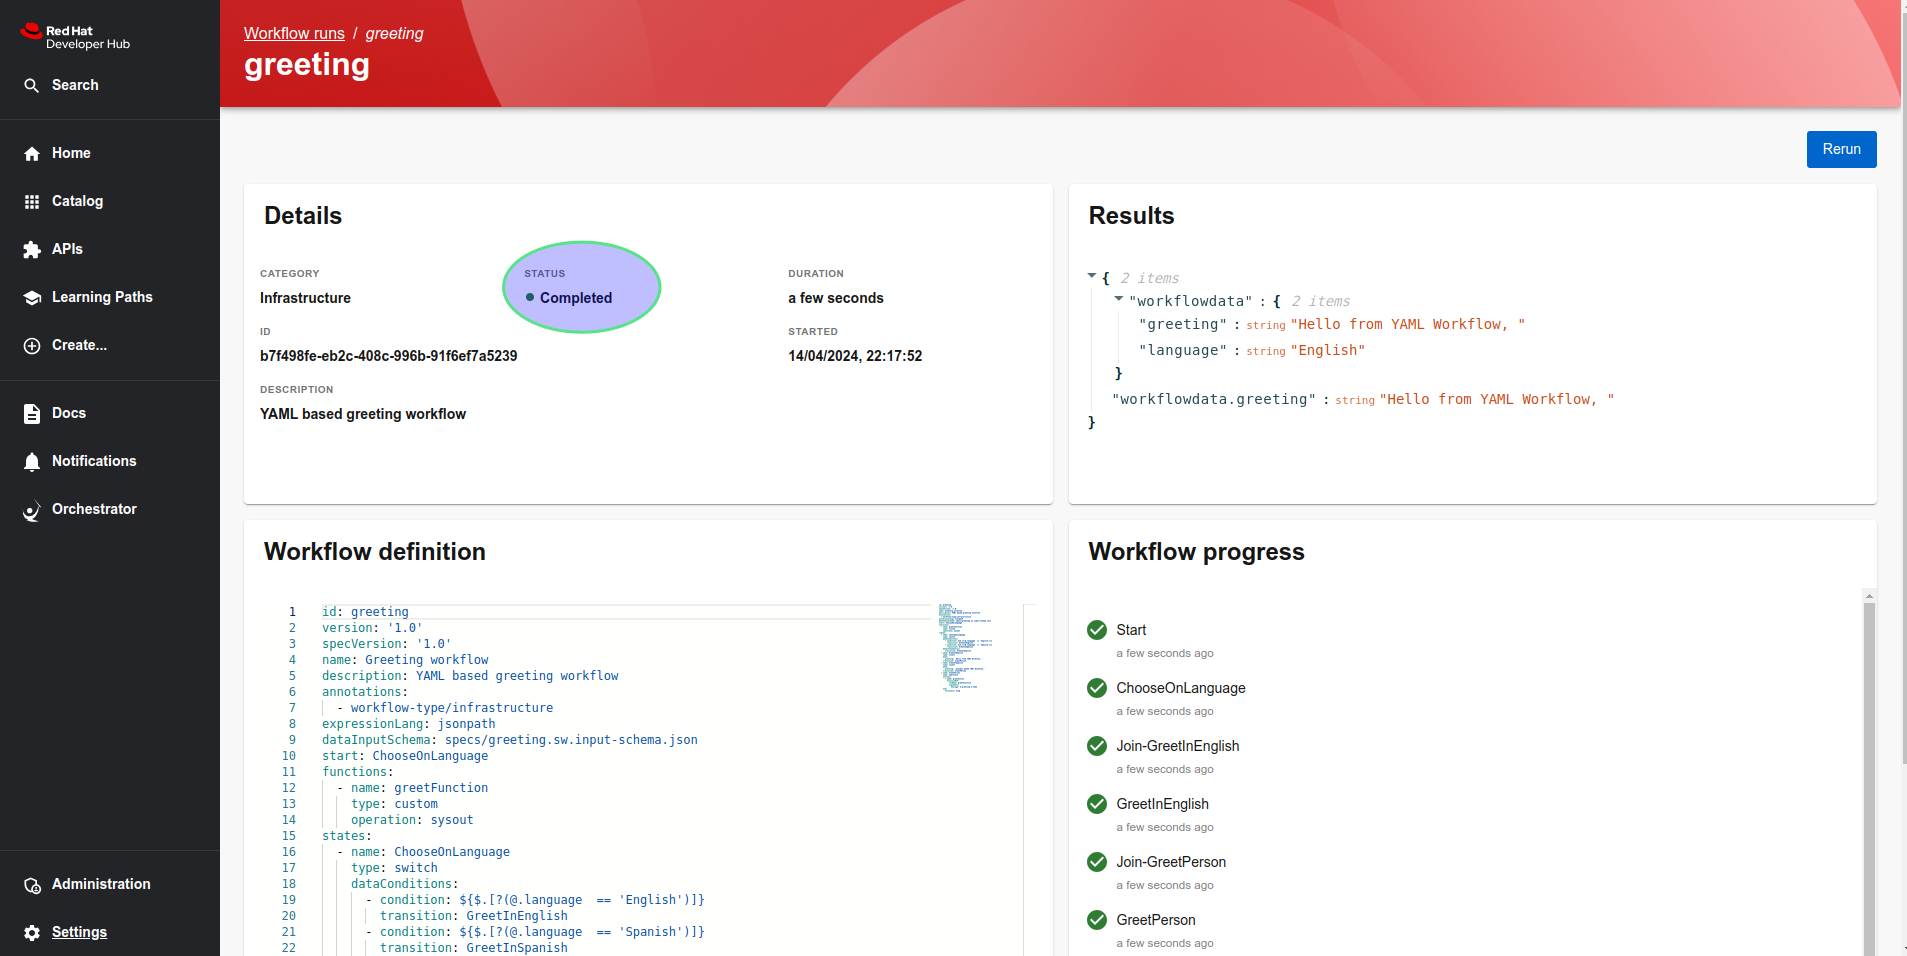 Red Hat
Developer Hub
Search
Home
Catalog
APIs
Learning Paths
Create...
Docs
Notifications
Orchestrator
Administration
Settings
Workflow runs / greeting
greeting
Rerun
Details
CATEGORY
Infrastructure
STATUS
Completed
DURATION
a few seconds
ID
b7f498fe-eb2c-408c-996b-91f6ef7a5239
STARTED
14/04/2024, 22:17:52
DESCRIPTION
YAML based greeting workflow
Results
{ 2 items
"workflowdata" : { 2 items
"greeting" : string "Hello from YAML Workflow, "
"language" : string "English"
}
"workflowdata.greeting" : string "Hello from YAML Workflow, "
}
Workflow definition
1 id: greeting
2 version: '1.0'
3 specVersion: '1.0'
4 name: Greeting workflow
5 description: YAML based greeting workflow
6 annotations:
7 - workflow-type/infrastructure
8 expressionLang: jsonpath
9 dataInputSchema: specs/greeting.sw.input-schema.json
10 start: ChooseOnLanguage
11 functions:
12 - name: greetFunction
13 type: custom
14 operation: sysout
15 states:
16 - name: ChooseOnLanguage
17 type: switch
18 dataConditions:
19 - condition: ${$.[?(@.language  == 'English')]}
20 transition: GreetInEnglish
21 - condition: ${$.[?(@.language  == 'Spanish')]}
22 transition: GreetInSpanish
Workflow progress
Start
a few seconds ago
ChooseOnLanguage
a few seconds ago
Join-GreetInEnglish
a few seconds ago
GreetInEnglish
a few seconds ago
Join-GreetPerson
a few seconds ago
GreetPerson
a few seconds ago